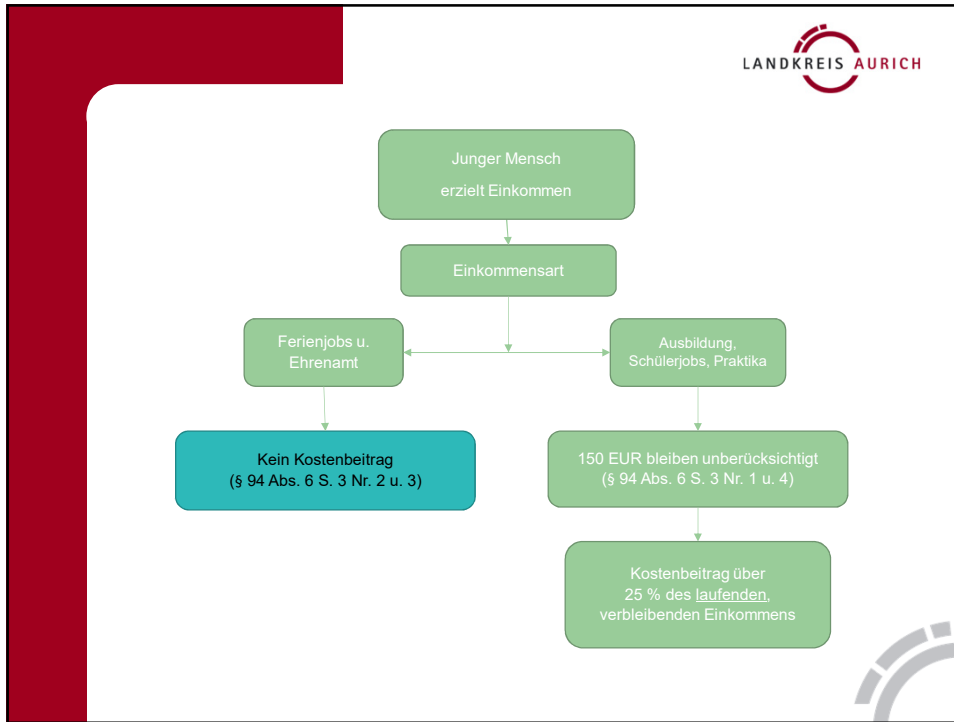 LANDKREIS AURICH
Junger Mensch
erzielt Einkommen
Einkommensart
Ferienjobs u.
Ehrenamt
Ausbildung,
Schülerjobs, Praktika
Kein Kostenbeitrag
(§ 94 Abs. 6 S. 3 Nr. 2 u. 3)
150 EUR bleiben unberücksichtigt
(§ 94 Abs. 6 S. 3 Nr. 1 u. 4)
Kostenbeitrag über
25 % des laufenden,
verbleibenden Einkommens